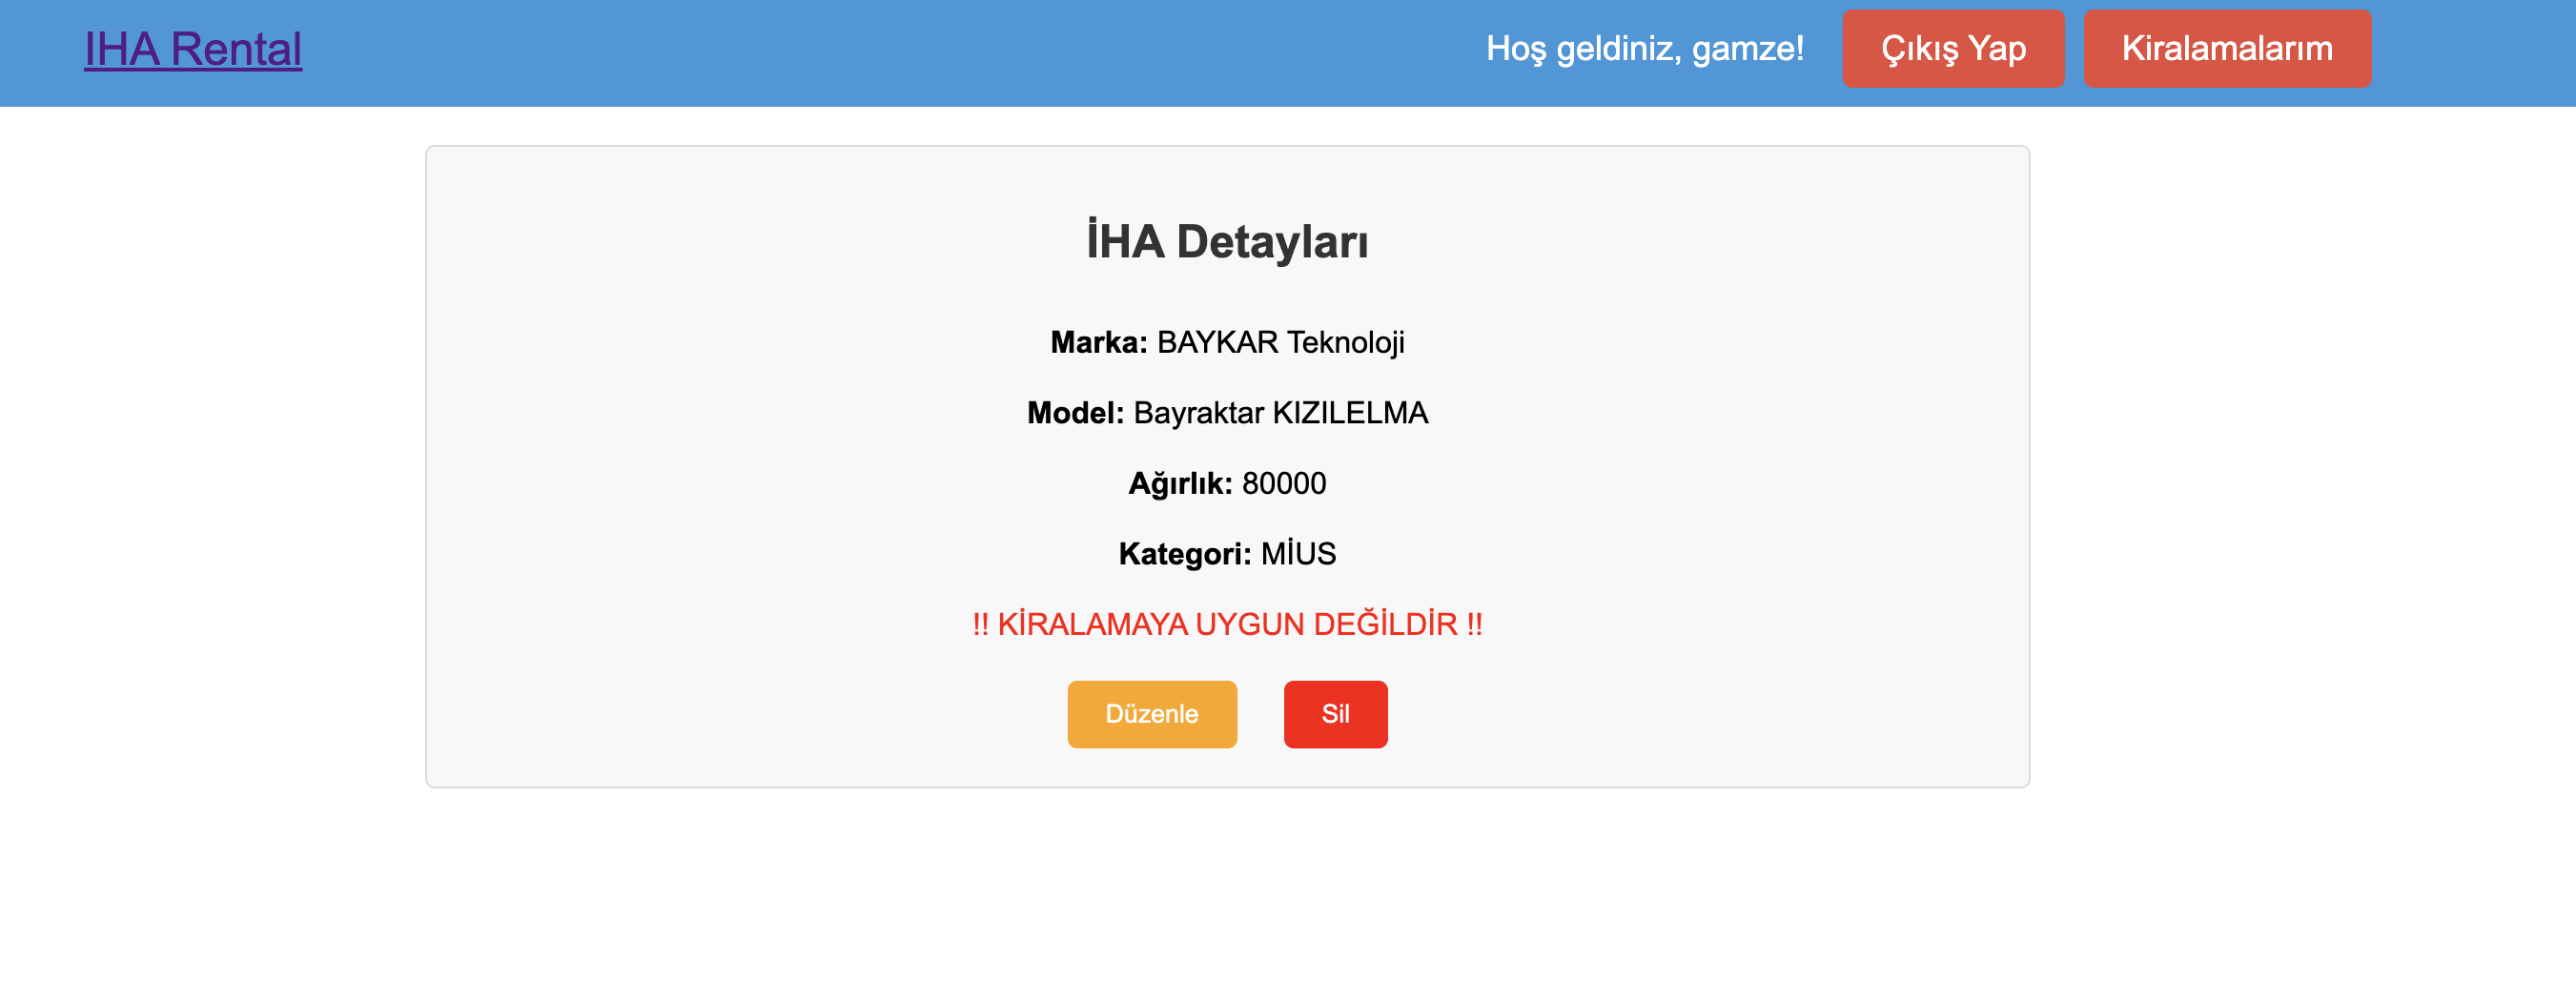 IHA Rental
Hoş geldiniz, gamze!
Çıkış Yap
Kiralamalarım
İHA Detayları
Marka: BAYKAR Teknoloji
Model: Bayraktar KIZILELMA
Ağırlık: 80000
Kategori: MİUS
!! KİRALAMAYA UYGUN DEĞİLDİR !!
Düzenle
Sil